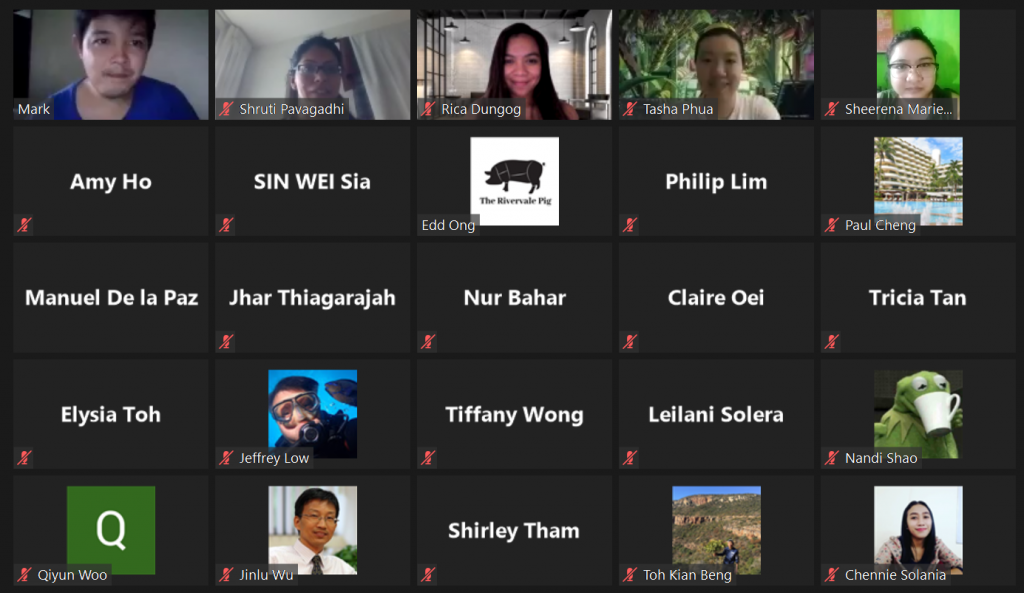 Mark
Shruti Pavagadhi
Rica Dungog
Tasha Phua
Sheerena Marie...
Amy Ho
SIN WEI Sia
The Rivervale Pig
Edd Ong
Philip Lim
Paul Cheng
Manuel De la Paz
Jhar Thiagarajah
Nur Bahar
Claire Oei
Tricia Tan
Elysia Toh
Jeffrey Low
Tiffany Wong
Leilani Solera
Nandi Shao
Q
Qiyun Woo
Jinlu Wu
Shirley Tham
Toh Kian Beng
Chennie Solania